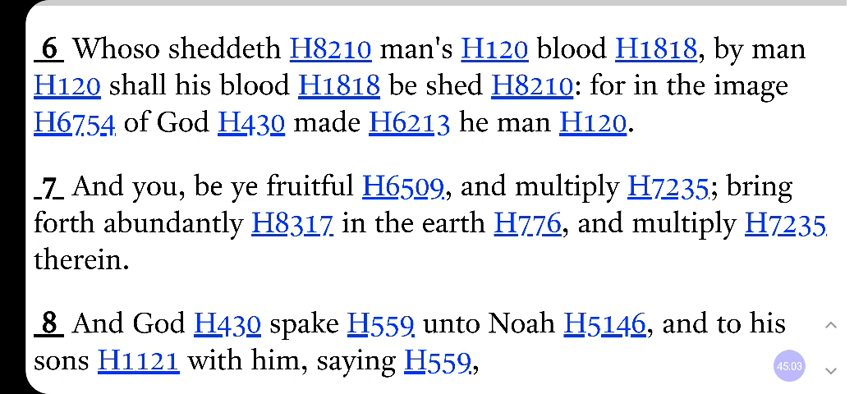 6 Whoso sheddeth H8210 man's H120 blood H1818, by man
H120 shall his blood H1818 be shed H8210: for in the image
H6754 of God H430 made H6213 he man H120.
7 And you, be ye fruitful H6509, and multiply H7235; bring
forth abundantly H8317 in the earth H776, and multiply H7235
therein.
8 And God H430 spake H559 unto Noah H5146, and to his
sons H1121 with him, saying H559,
45.03